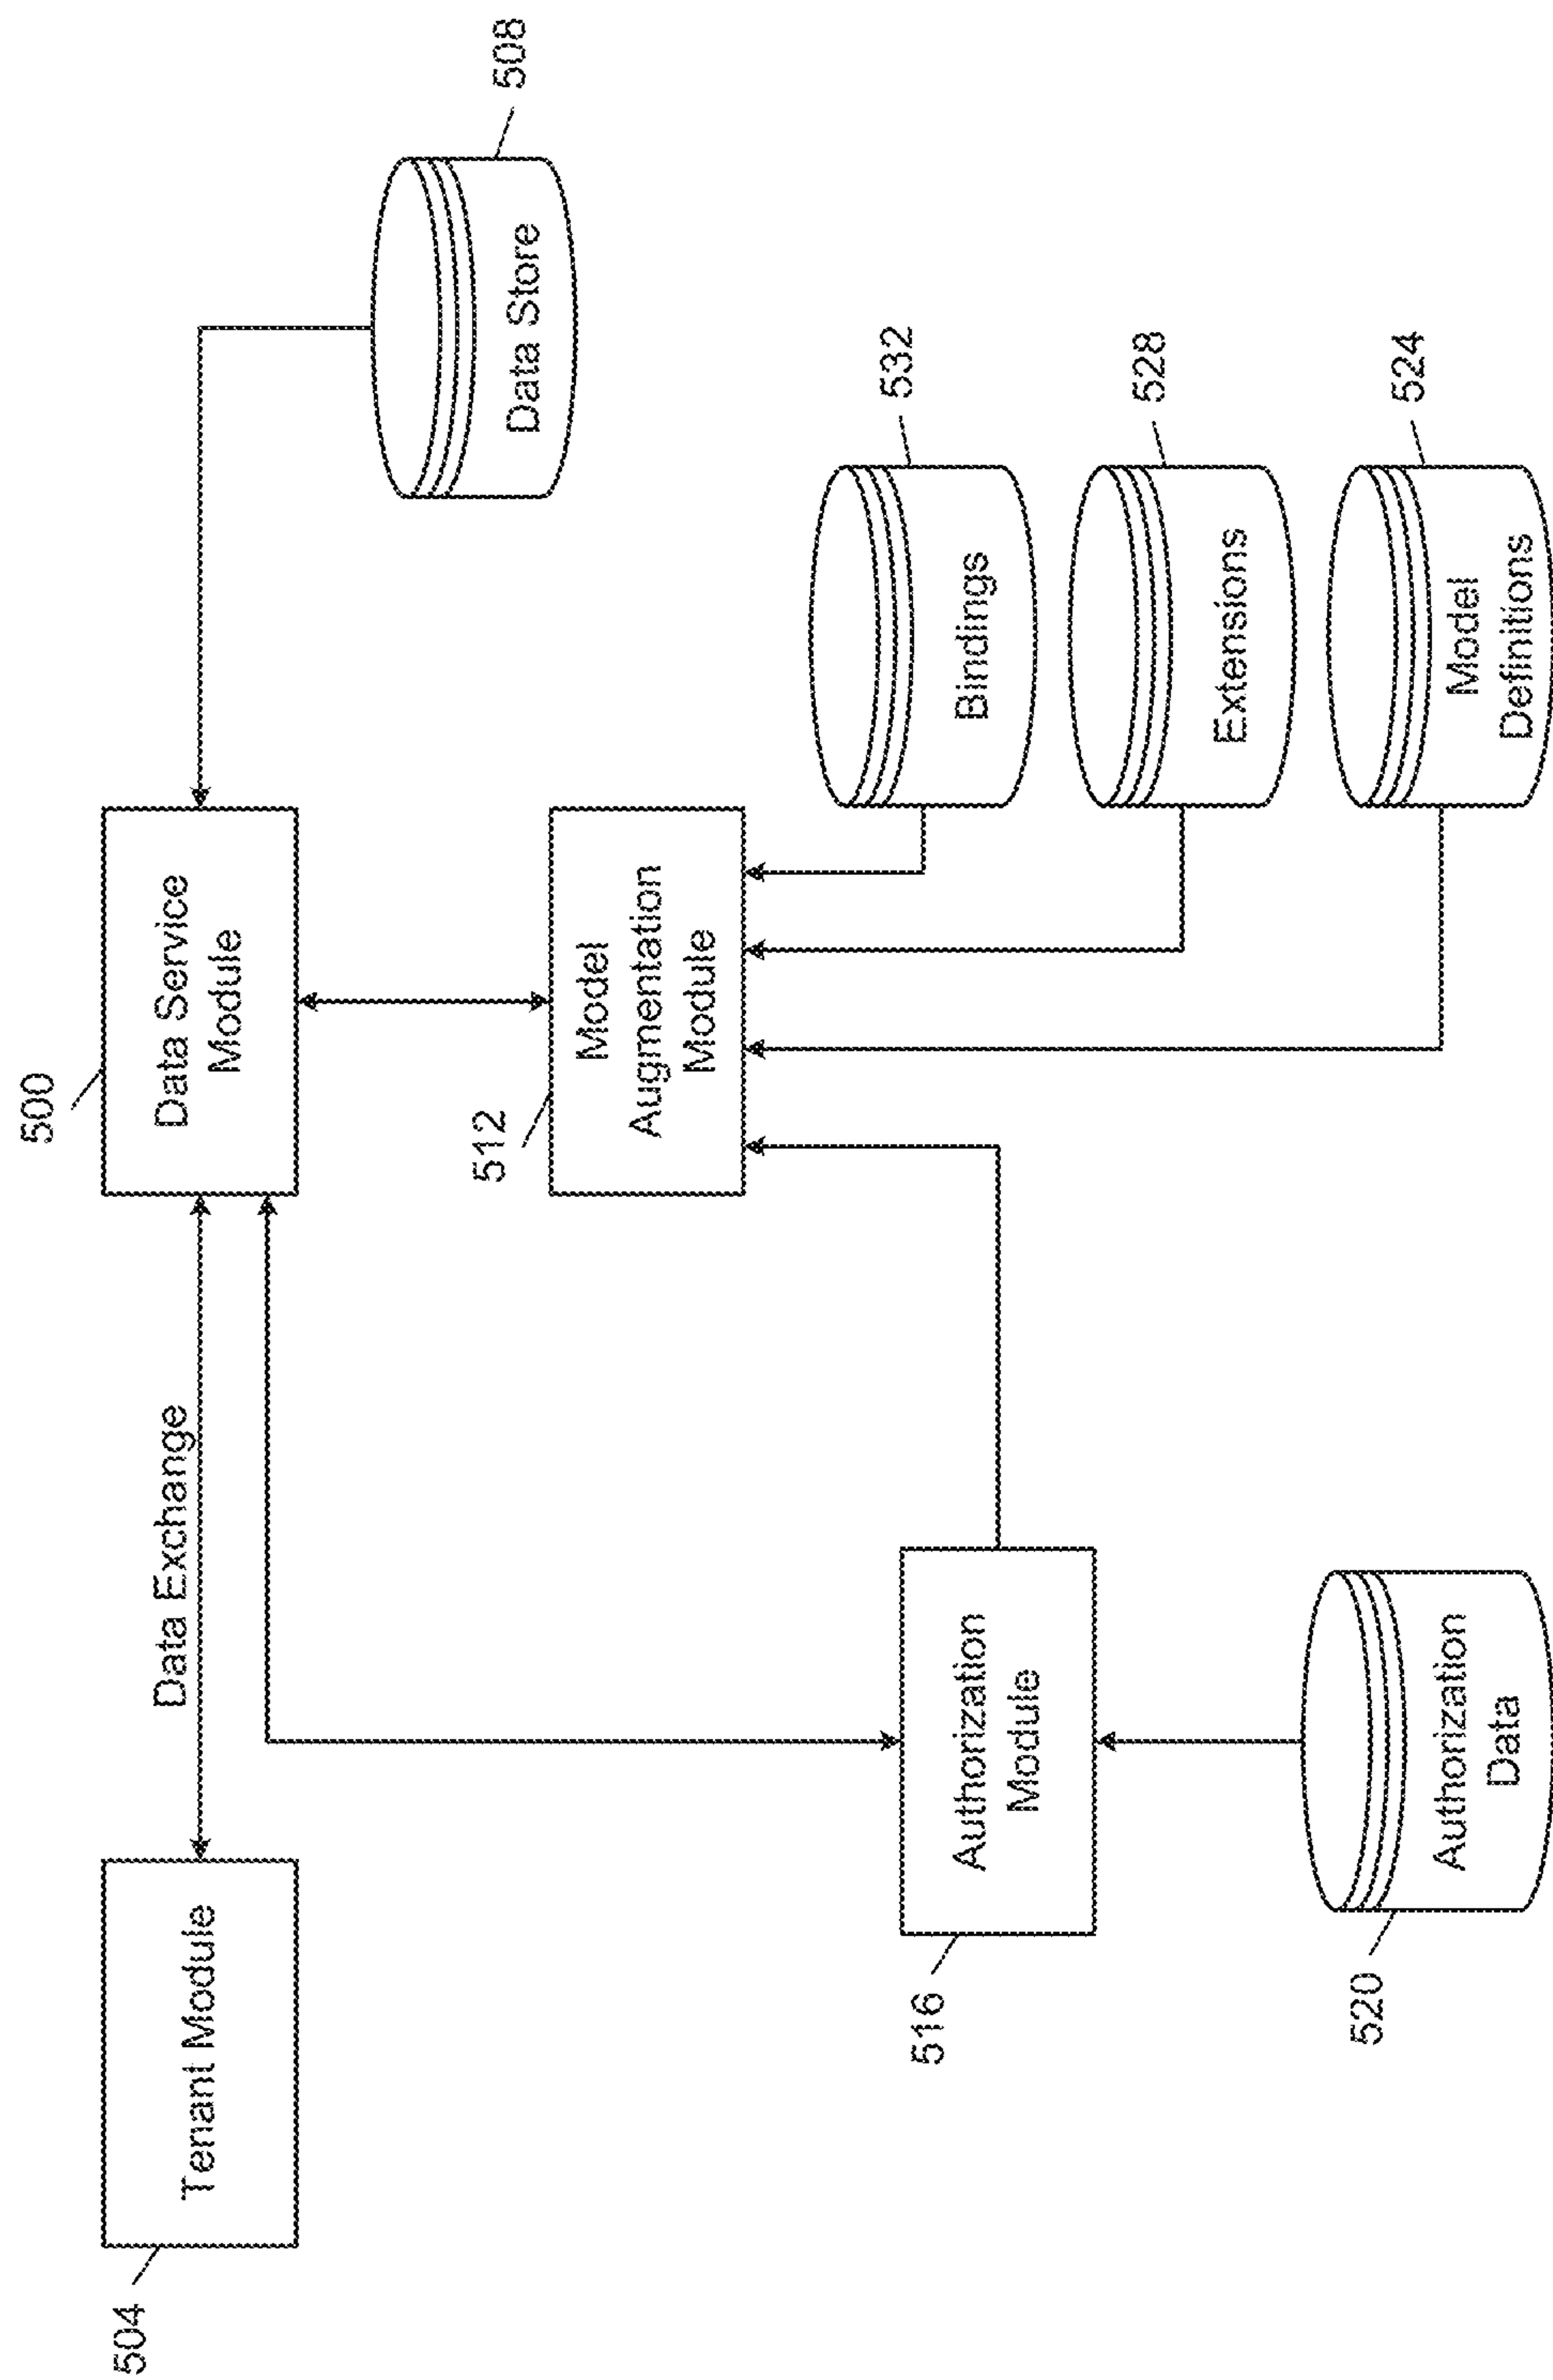 504
Tenant Module
Data Exchange
500
Data Service
Module
508
Data Store
512
Model
Augmentation
Module
516
Authorization
Module
520
Authorization
Data
532
Bindings
528
Extensions
524
Model
Definitions